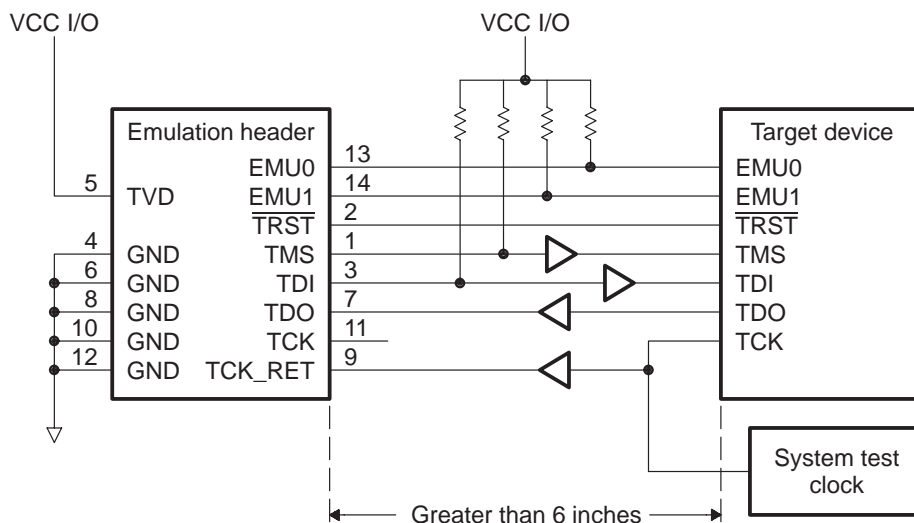 VCC I/O
VCC I/O
Emulation header
Target device
13
EMU0
EMU0
5
TVD
14
EMU1
EMU1
2
TRST
TRST
4
GND
1
TMS
TMS
6
GND
3
TDI
TDI
8
GND
7
TDO
TDO
10
GND
11
TCK
TCK
12
GND
9
TCK_RET
System test
clock
Greater than 6 inches